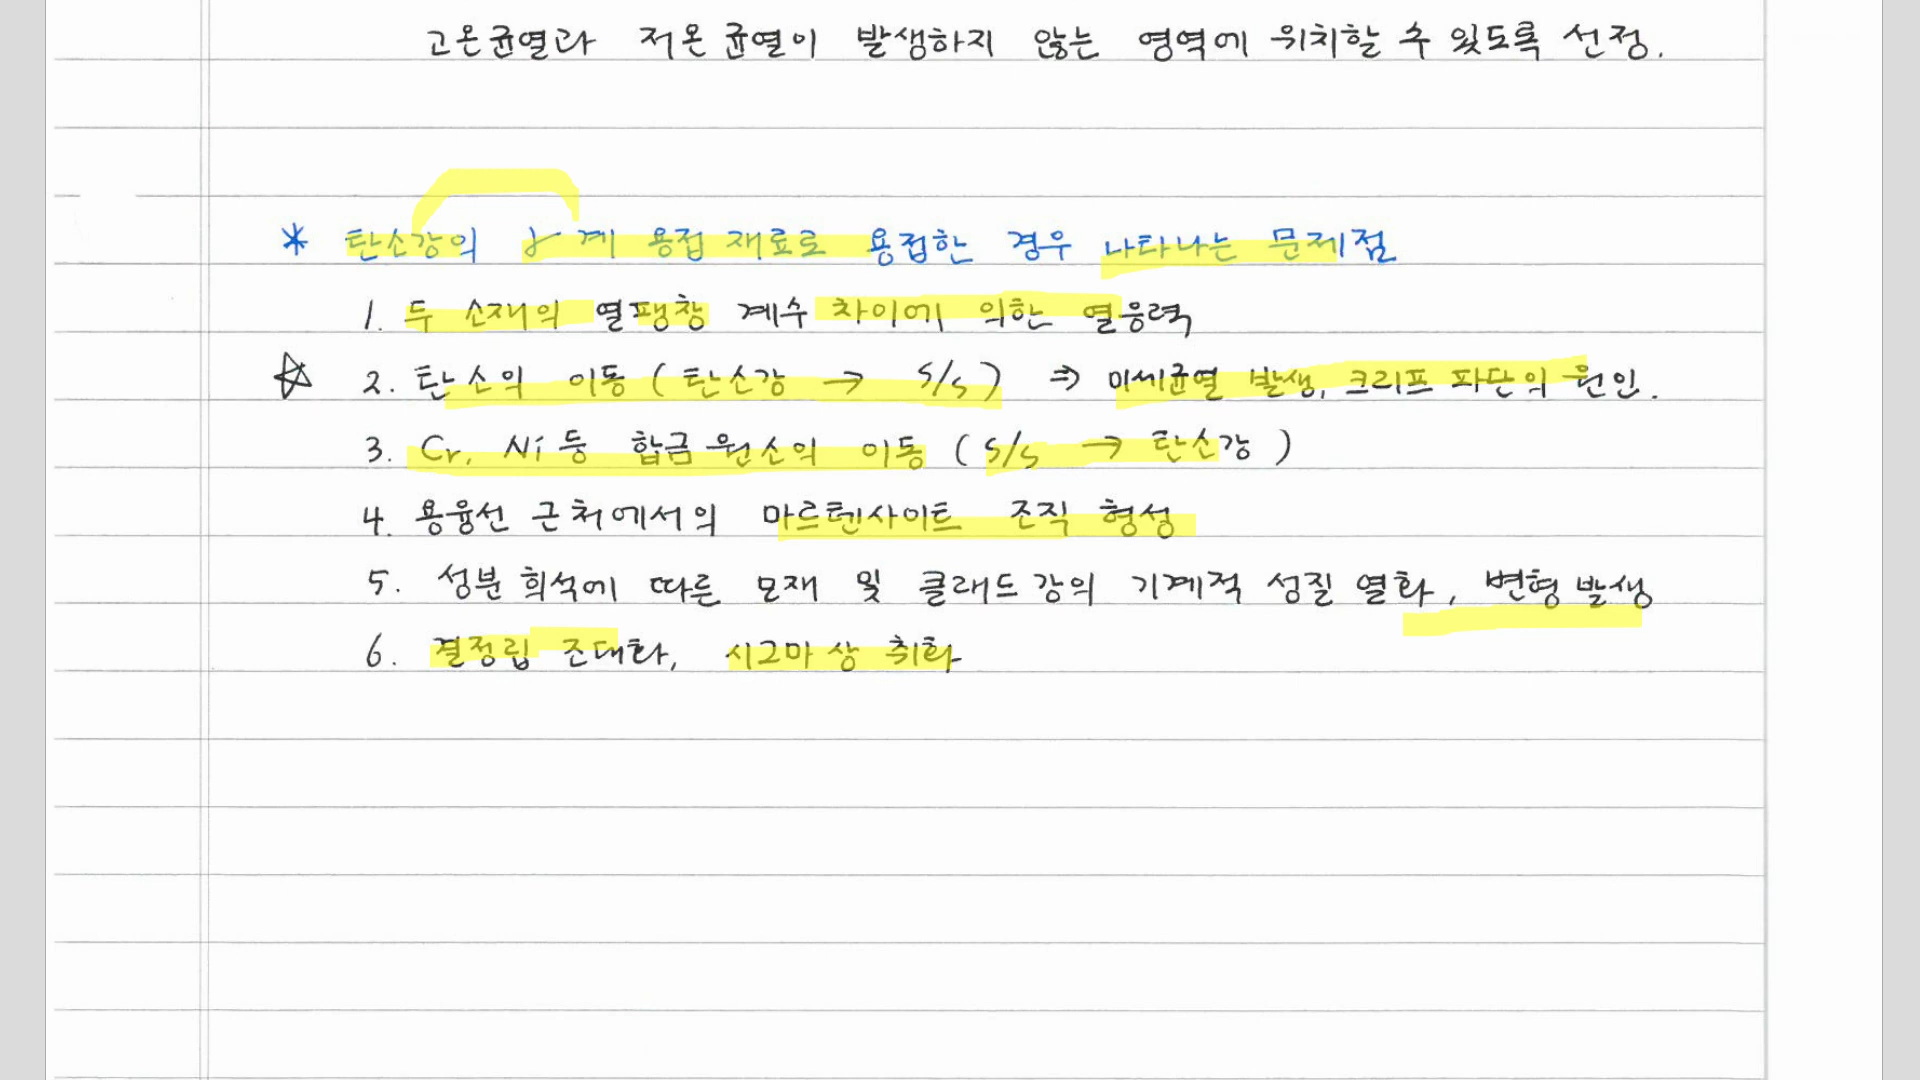 고온균열과 저온균열이 발생하지 않는 영역에 위치할 수 있도록 선정.
* 탄소강의 γ계 용접 재료로 용접한 경우 나타나는 문제점
1. 두 소재의 열팽창 계수 차이에 의한 열응력
☆ 2. 탄소의 이동 (탄소강 → S/S) ⇒ 미세균열 발생, 크리프 파단의 원인.
3. Cr, Ni 등 합금원소의 이동 (S/S → 탄소강)
4. 용융선 근처에서의 마르텐사이트 조직 형성
5. 성분 희석에 따른 모재 및 클래드강의 기계적 성질 열화, 변형 발생
6. 결정립 조대화, 시그마 상 취화